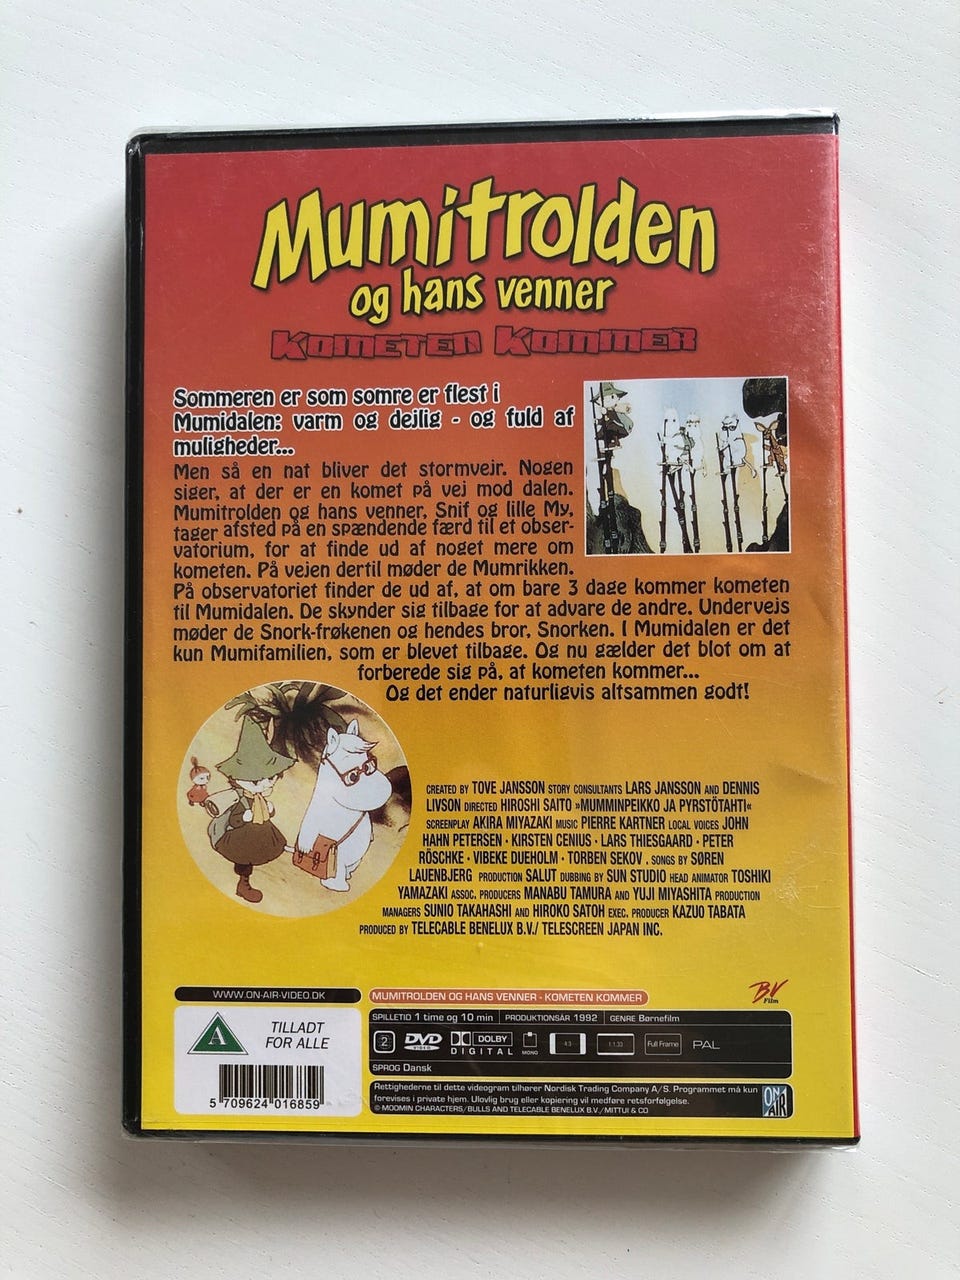 Mumitrolden
og hans venner
KOMETEN KOMMER
Sommeren er som somre er flest i
Mumidalen: varm og dejlig - og fuld af
muligheder...
Men så en nat bliver det stormvejr. Nogen
siger, at der er en komet på vej mod dalen.
Mumitrolden og hans venner, Snif og lille My,
tager afsted på en spændende færd til et obser-
vatorium, for at finde ud af noget mere om
kometen. På vejen dertil møder de Mumrikken.
På observatoriet finder de ud af, at om bare 3 dage kommer kometen
til Mumidalen. De skynder sig tilbage for at advare de andre. Undervejs
møder de Snork-frøkenen og hendes bror, Snorken. I Mumidalen er det
kun Mumifamilien, som er blevet tilbage. Og nu gælder det blot om at
forberede sig på, at kometen kommer...
Og det ender naturligvis altsammen godt!
CREATED BY TOVE JANSSON STORY CONSULTANTS LARS JANSSON AND DENNIS
LIVSON DIRECTED HIROSHI SAITO »MUMMINPEIKKO JA PYRSTÖTAHTI«
SCREENPLAY AKIRA MIYAZAKI MUSIC PIERRE KARTNER LOCAL VOICES JOHN
HAHN PETERSEN · KIRSTEN CENIUS · LARS THIESGAARD · PETER
RÖSCHKE · VIBEKE DUEHOLM · TORBEN SEKOV . SONGS BY SØREN
LAUENBJERG PRODUCTION SALUT DUBBING BY SUN STUDIO HEAD ANIMATOR TOSHIKI
YAMAZAKI ASSOC. PRODUCERS MANABU TAMURA AND YUJI MIYASHITA PRODUCTION
MANAGERS SUNIO TAKAHASHI AND HIROKO SATOH EXEC. PRODUCER KAZUO TABATA
PRODUCED BY TELECABLE BENELUX B.V./ TELESCREEN JAPAN INC.
BV
Film
WWW.ON-AIR-VIDEO.DK
MUMITROLDEN OG HANS VENNER - KOMETEN KOMMER
A
TILLADT
FOR ALLE
5 709624 016859
SPILLETID 1 time og 10 min PRODUKTIONSÅR 1992 GENRE Børnefilm
2 DVD VIDEO DOLBY DIGITAL MONO 4:3 1:1.33 Full Frame PAL
SPROG Dansk
Rettighederne til dette videogram tilhører Nordisk Trading Company A/S. Programmet må kun
forevises i private hjem. Ulovlig brug eller kopiering vil medføre retsforfølgelse.
© MOOMIN CHARACTERS/BULLS AND TELECABLE BENELUX B.V./ MITTUI & CO
ON AIR